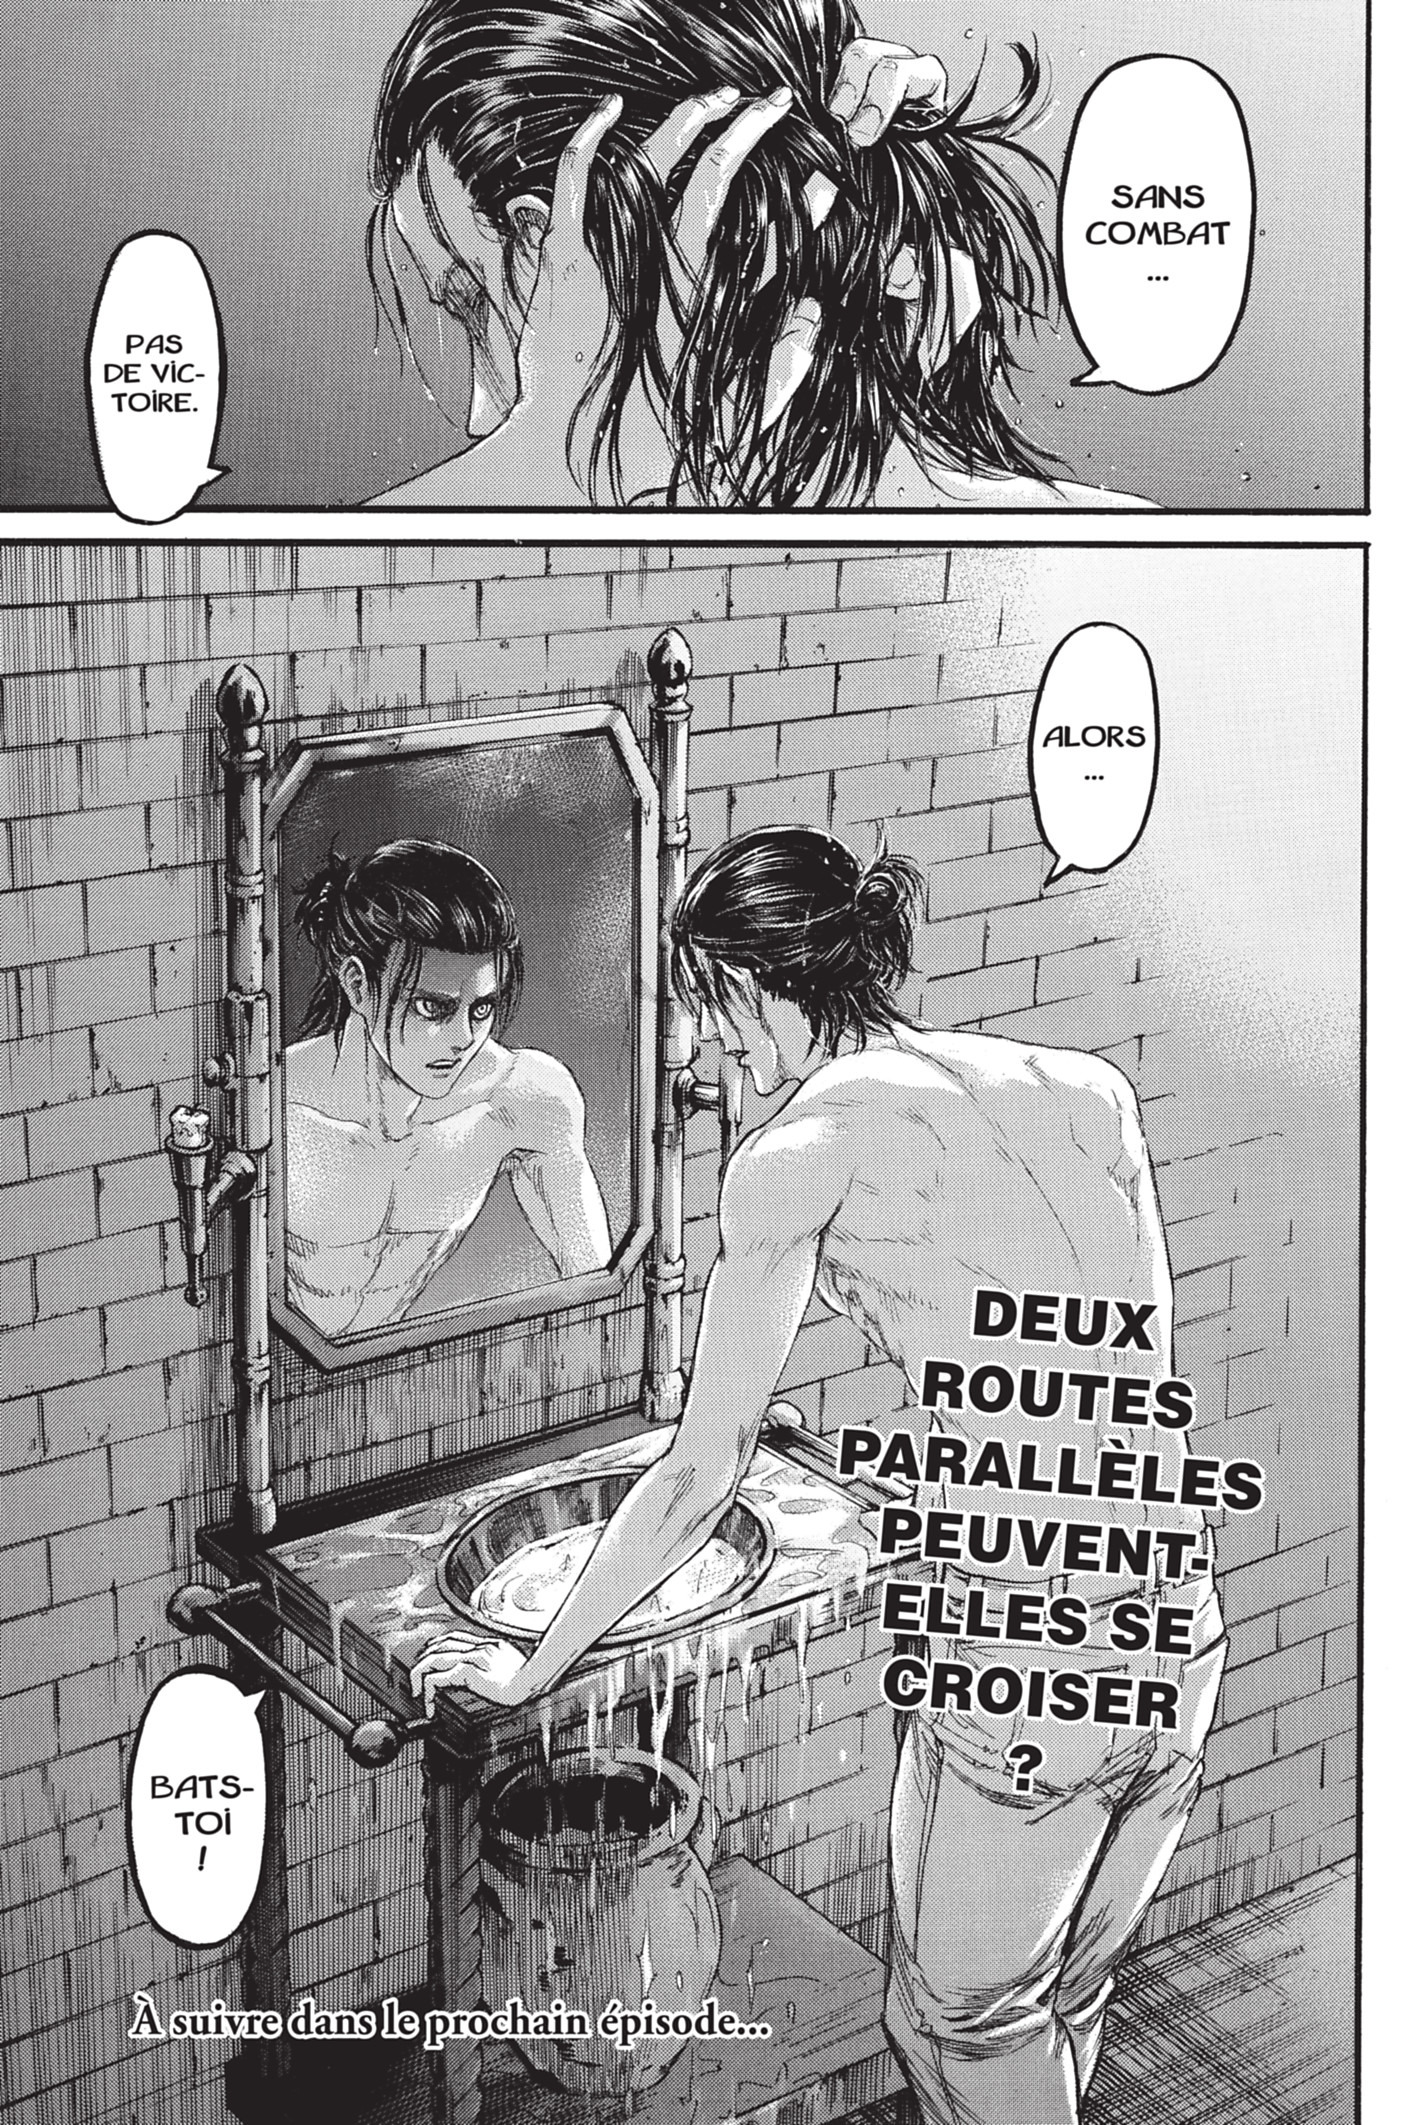 SANS
COMBAT
...
PAS
DE VIC-
TOIRE.
ALORS
...
BATS-
TOI
!
DEUX
ROUTES
PARALLÈLES
PEUVENT-
ELLES SE
CROISER
?
À suivre dans le prochain épisode...